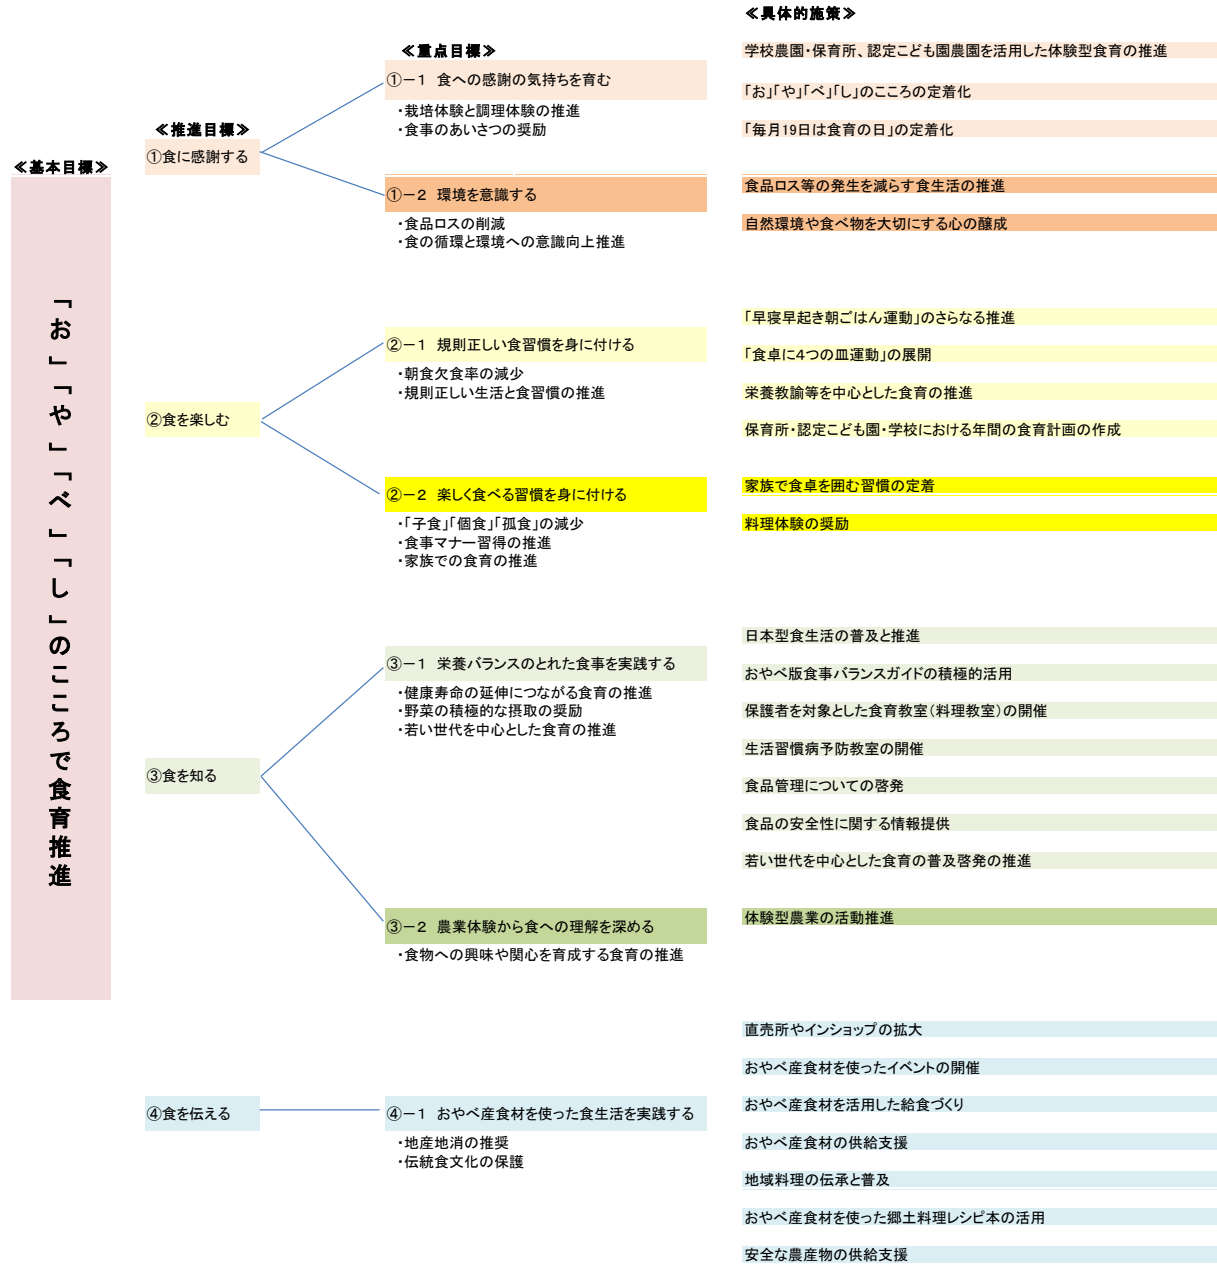 ≪基本目標≫
「お」「や」「べ」「し」のこころで食育推進
≪推進目標≫
①食に感謝する
②食を楽しむ
③食を知る
④食を伝える
≪重点目標≫
①－1 食への感謝の気持ちを育む
・栽培体験と調理体験の推進
・食事のあいさつの奨励
①－2 環境を意識する
・食品ロスの削減
・食の循環と環境への意識向上推進
②－1 規則正しい食習慣を身に付ける
・朝食欠食率の減少
・規則正しい生活と食習慣の推進
②－2 楽しく食べる習慣を身に付ける
・「子食」「個食」「孤食」の減少
・食事マナー習得の推進
・家族での食育の推進
③－1 栄養バランスのとれた食事を実践する
・健康寿命の延伸につながる食育の推進
・野菜の積極的な摂取の奨励
・若い世代を中心とした食育の推進
③－2 農業体験から食への理解を深める
・食物への興味や関心を育成する食育の推進
④－1 おやべ産食材を使った食生活を実践する
・地産地消の推奨
・伝統食文化の保護
≪具体的施策≫
学校農園・保育所、認定こども園農園を活用した体験型食育の推進
「お」「や」「べ」「し」のこころの定着化
「毎月19日は食育の日」の定着化
食品ロス等の発生を減らす食生活の推進
自然環境や食べ物を大切にする心の醸成
「早寝早起き朝ごはん運動」のさらなる推進
「食卓に4つの皿運動」の展開
栄養教諭等を中心とした食育の推進
保育所・認定こども園・学校における年間の食育計画の作成
家族で食卓を囲む習慣の定着
料理体験の奨励
日本型食生活の普及と推進
おやべ版食事バランスガイドの積極的活用
保護者を対象とした食育教室（料理教室）の開催
生活習慣病予防教室の開催
食品管理についての啓発
食品の安全性に関する情報提供
若い世代を中心とした食育の普及啓発の推進
体験型農業の活動推進
直売所やインショップの拡大
おやべ産食材を使ったイベントの開催
おやべ産食材を活用した給食づくり
おやべ産食材の供給支援
地域料理の伝承と普及
おやべ産食材を使った郷土料理レシピ本の活用
安全な農産物の供給支援